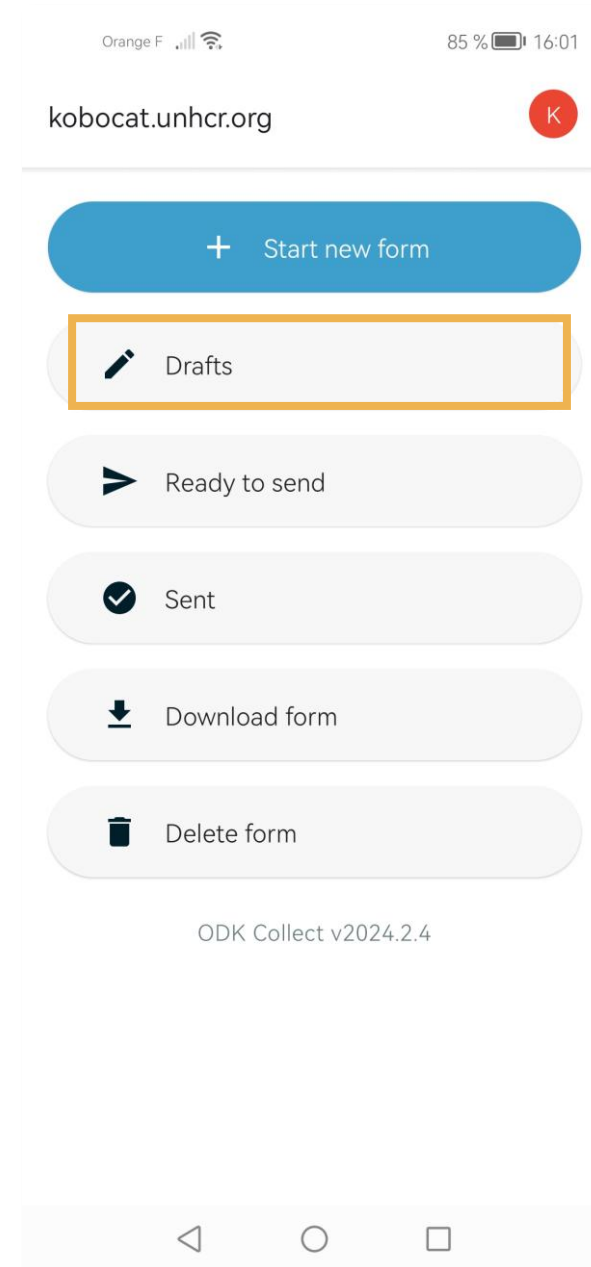 Orange F
85 % 16:01
kobocat.unhcr.org
K
+ Start new form
Drafts
Ready to send
Sent
Download form
Delete form
ODK Collect v2024.2.4